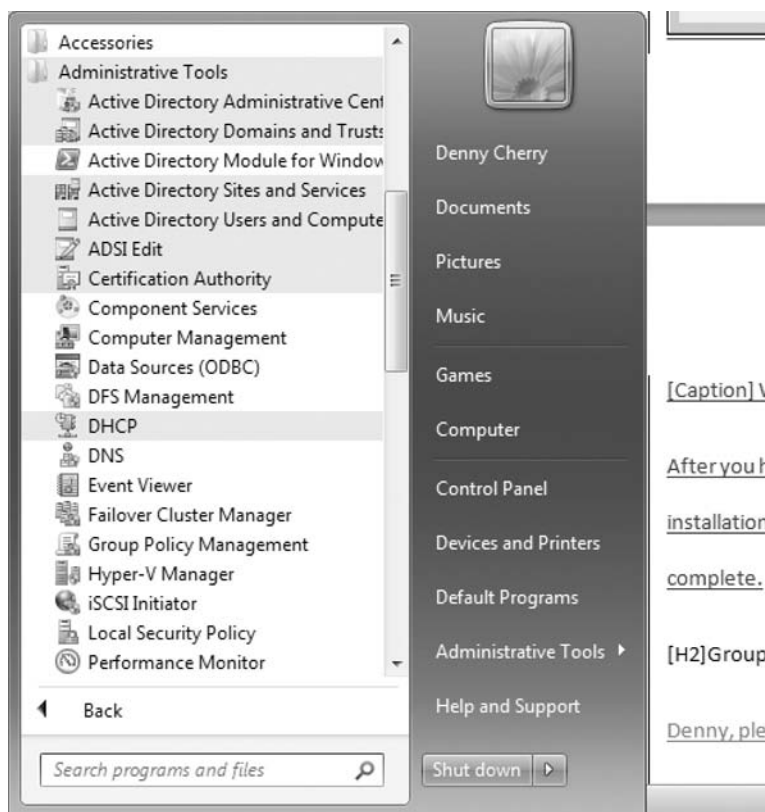 Accessories
Administrative Tools
Active Directory Administrative Cent
Active Directory Domains and Trusts
Active Directory Module for Window
Active Directory Sites and Services
Active Directory Users and Compute
ADSI Edit
Certification Authority
Component Services
Computer Management
Data Sources (ODBC)
DFS Management
DHCP
DNS
Event Viewer
Failover Cluster Manager
Group Policy Management
Hyper-V Manager
iSCSI Initiator
Local Security Policy
Performance Monitor
Back
Search programs and files
Denny Cherry
Documents
Pictures
Music
Games
Computer
Control Panel
Devices and Printers
Default Programs
Administrative Tools
Help and Support
Shut down
[Caption] V
After you h
installation
complete.
[H2]Group
Denny, ple